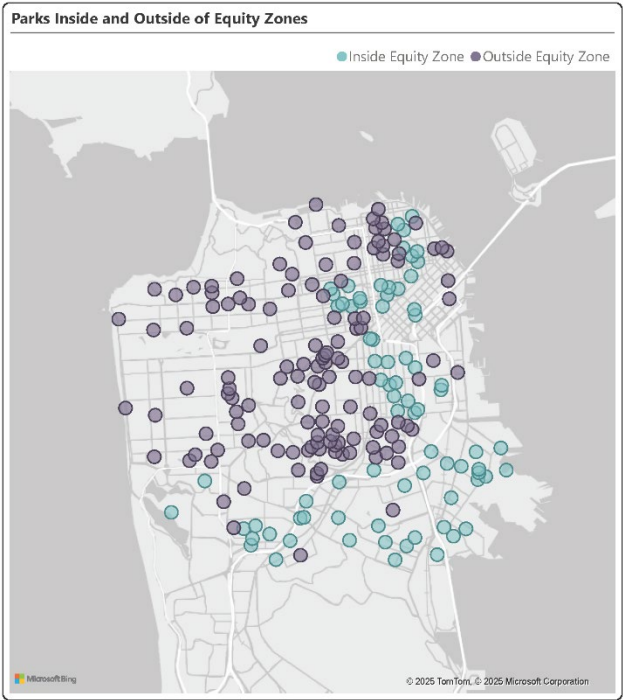 Parks Inside and Outside of Equity Zones
Inside Equity Zone Outside Equity Zone
Microsoft Bing
© 2025 TomTom, © 2025 Microsoft Corporation